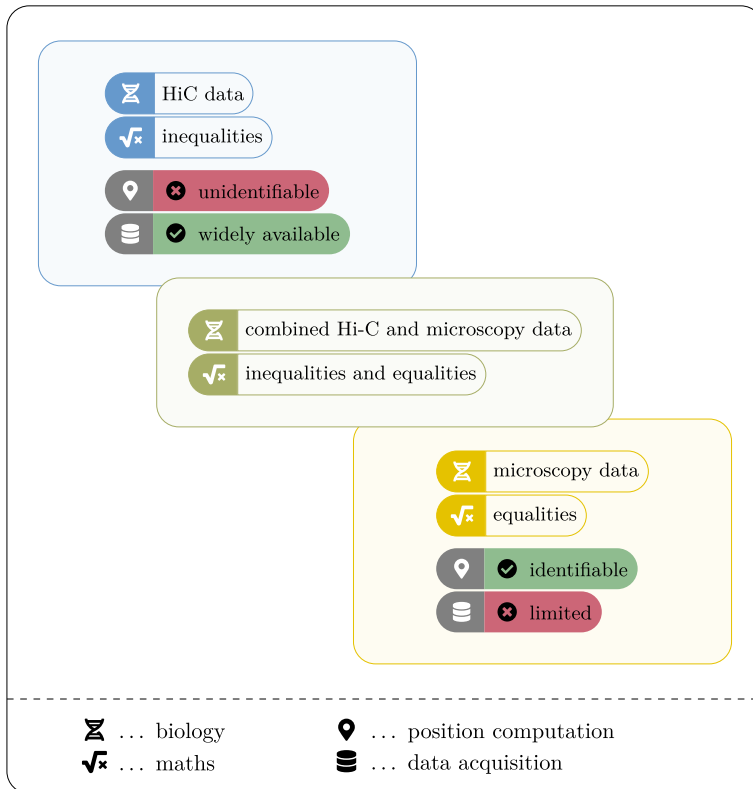 HiC data
inequalities
unidentifiable
widely available
combined Hi-C and microscopy data
inequalities and equalities
microscopy data
equalities
identifiable
limited
... biology
... position computation
... maths
... data acquisition